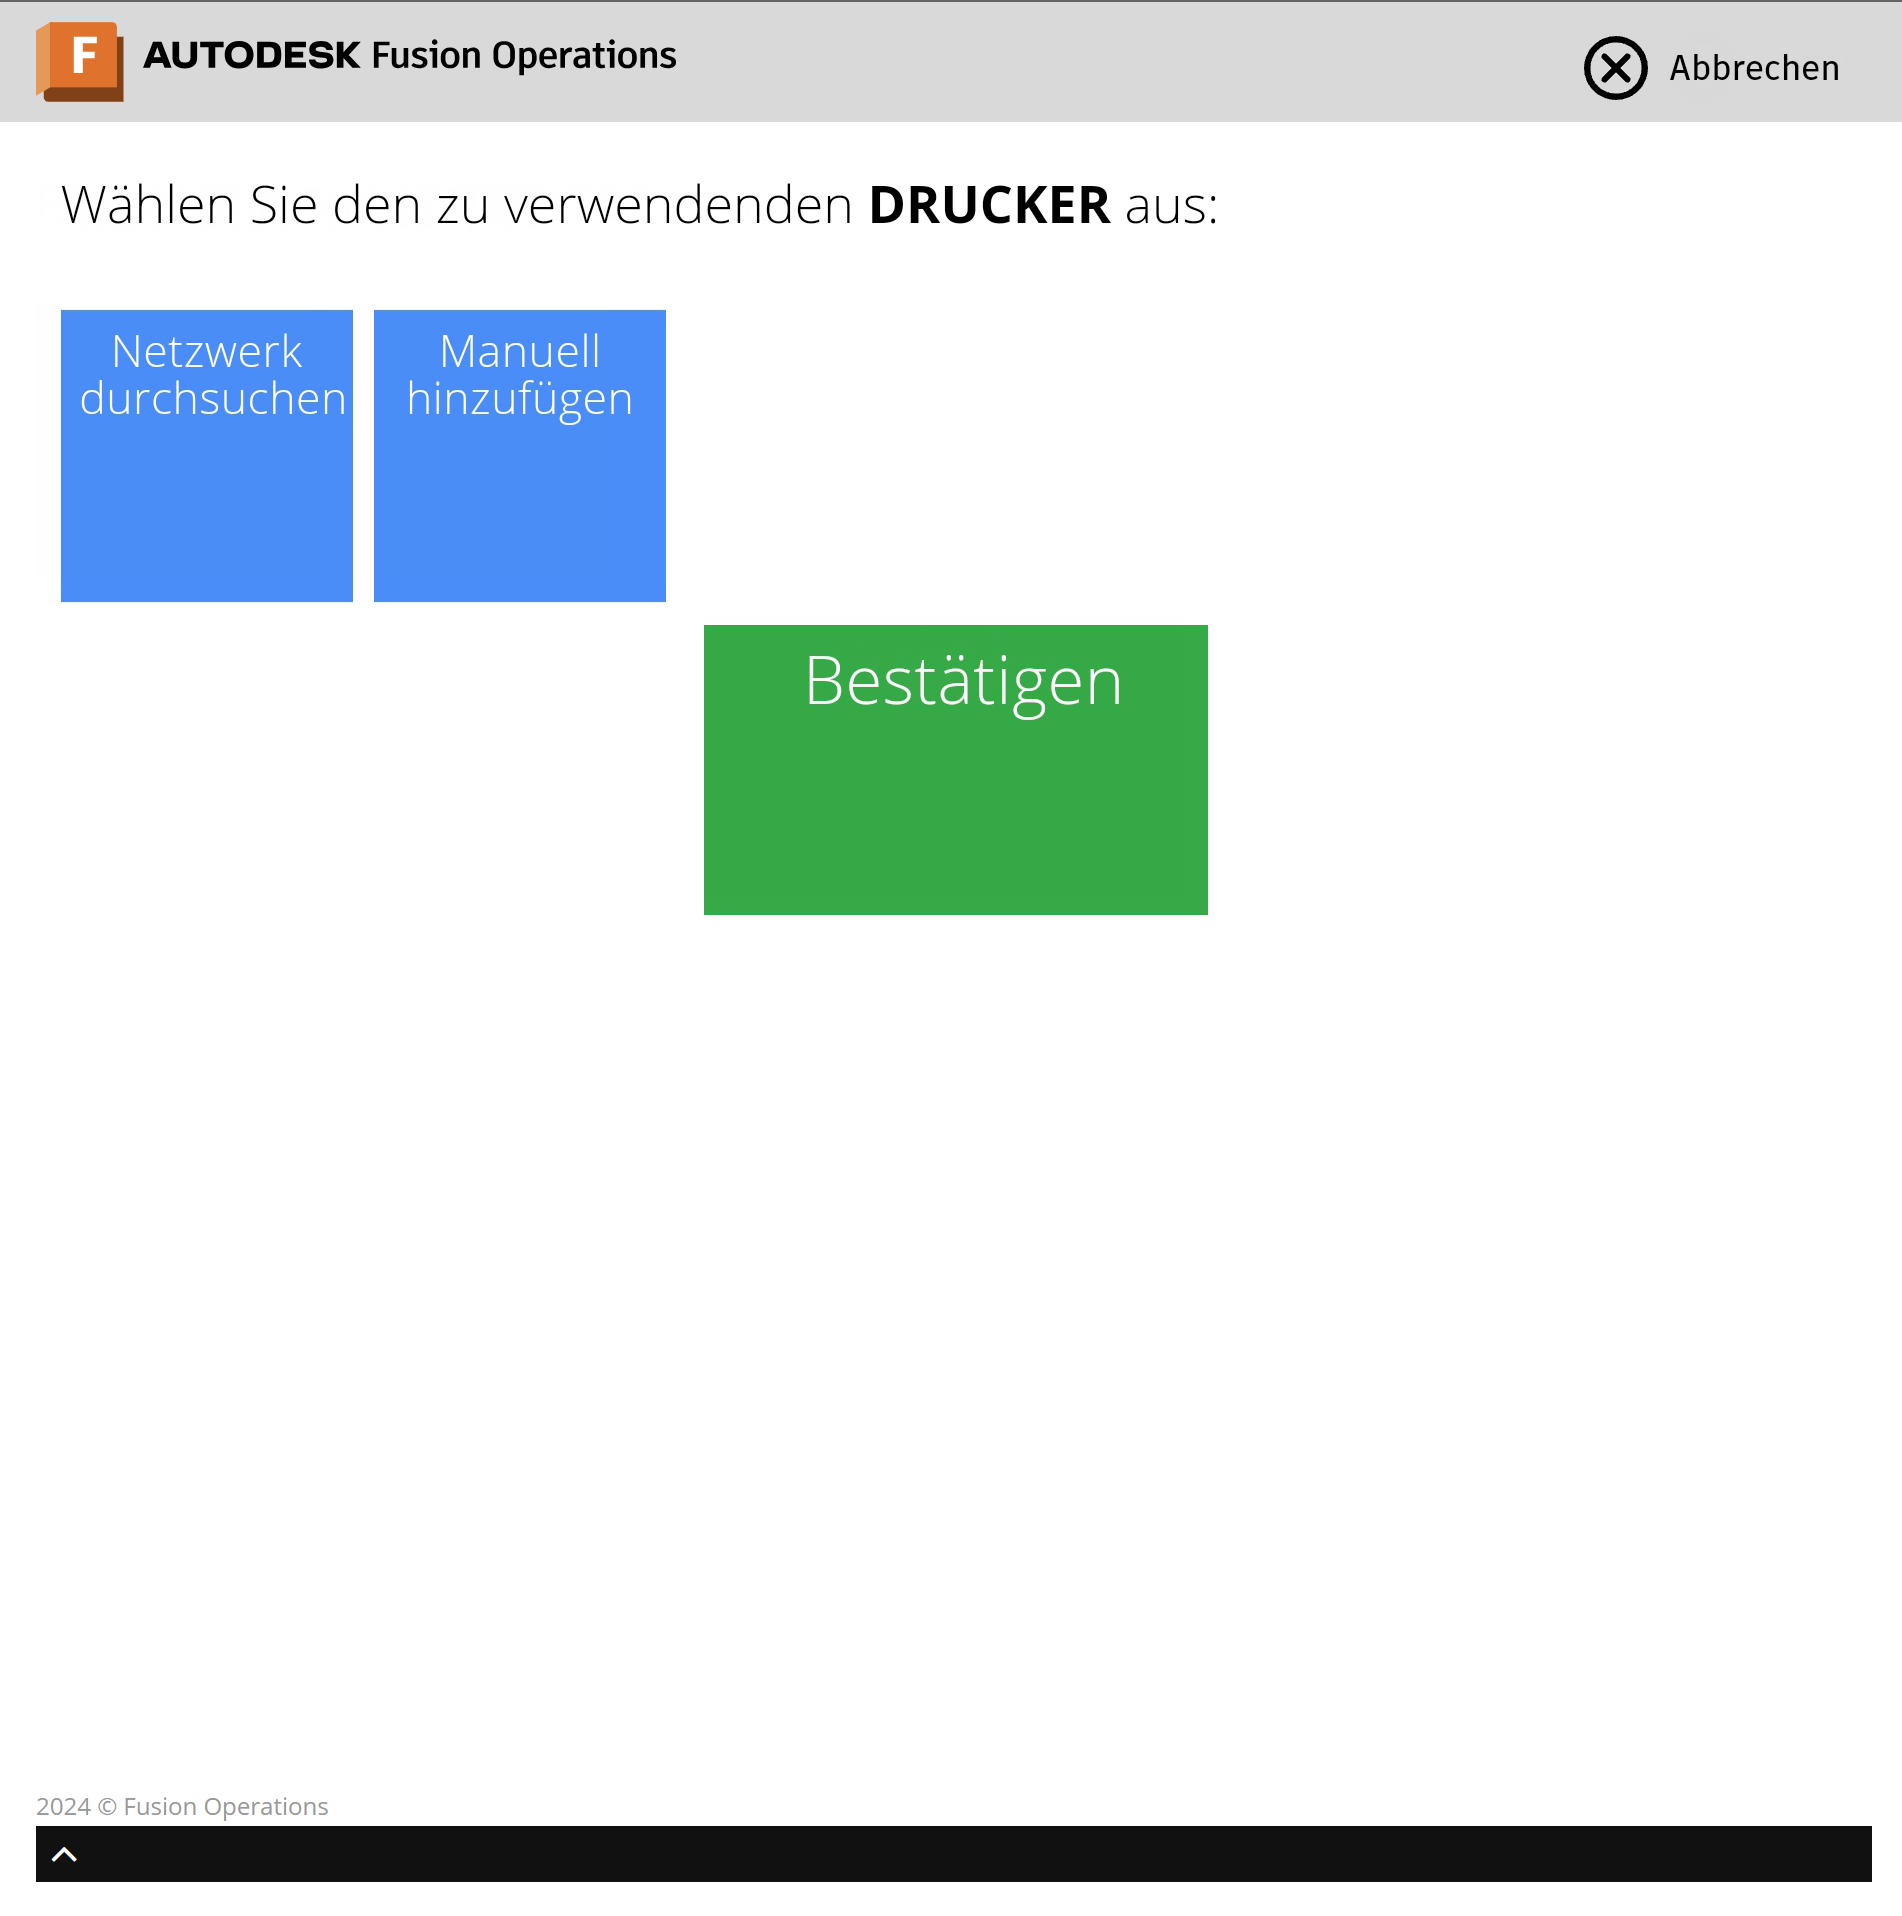 F AUTODESK Fusion Operations
Abbrechen
Wählen Sie den zu verwendenden DRUCKER aus:
Netzwerk
durchsuchen
Manuell
hinzufügen
Bestätigen
2024 © Fusion Operations